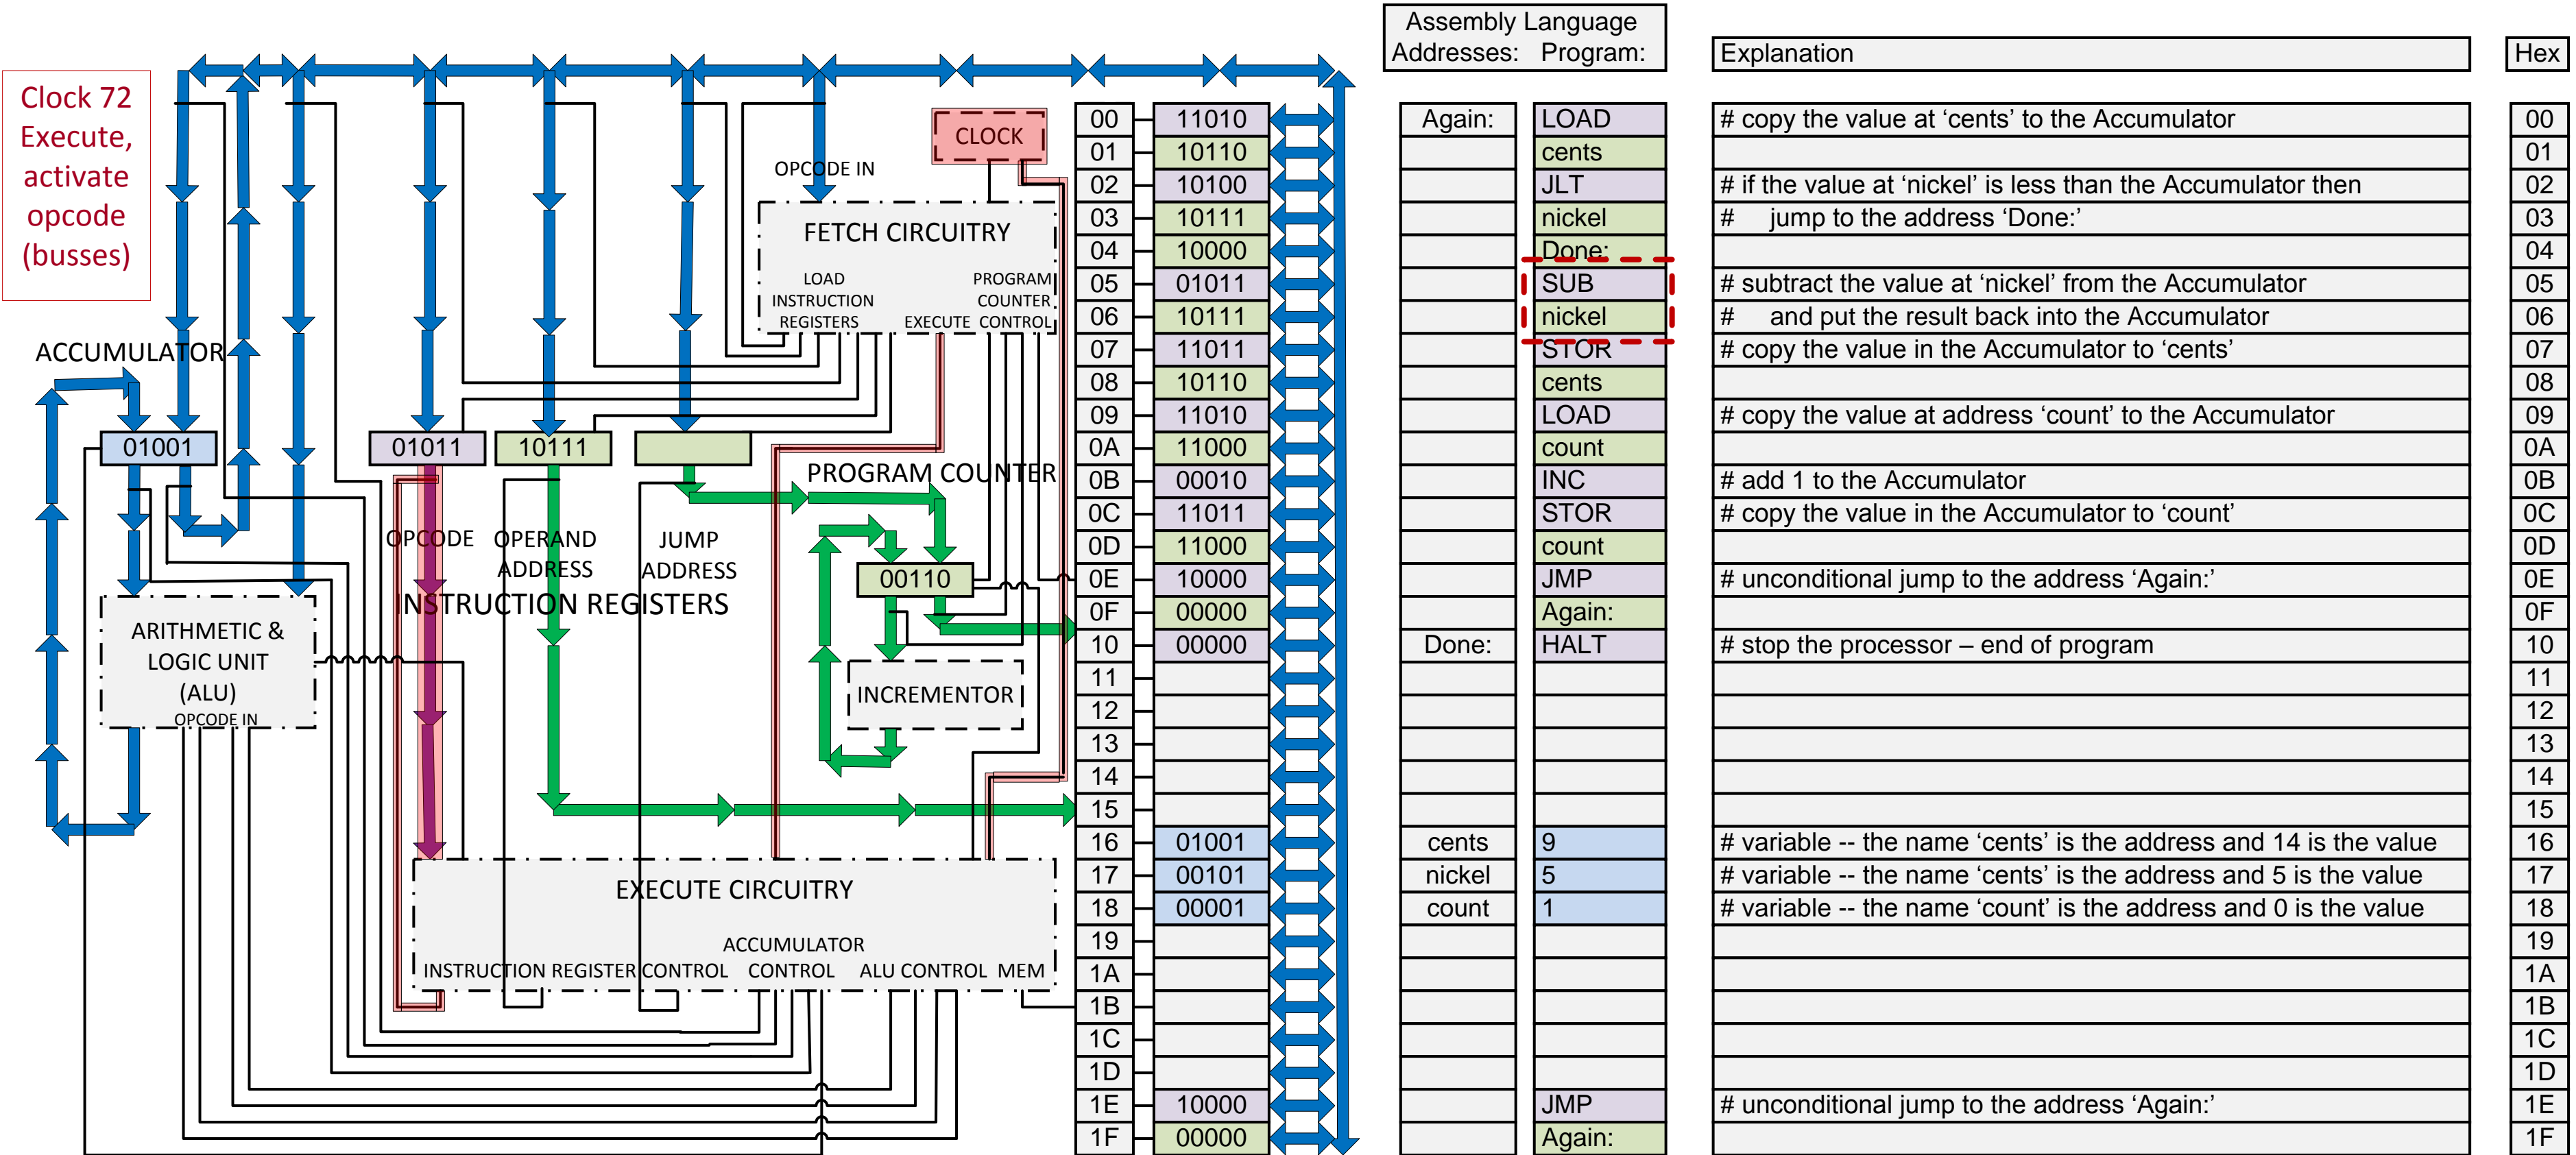 Assembly Language
Addresses: Program:
Explanation
Hex
Clock 72
Execute,
activate
opcode
(busses)
CLOCK
OPCODE IN
FETCH CIRCUITRY
LOAD
INSTRUCTION
REGISTERS
EXECUTE
PROGRAM
COUNTER
CONTROL
ACCUMULATOR
01001
01011
10111
PROGRAM COUNTER
OPCODE
OPERAND
ADDRESS
JUMP
ADDRESS
INSTRUCTION REGISTERS
00110
INCREMENTOR
ARITHMETIC &
LOGIC UNIT
(ALU)
OPCODE IN
EXECUTE CIRCUITRY
INSTRUCTION REGISTER CONTROL
ACCUMULATOR
CONTROL
ALU CONTROL
MEM
00 11010 Again: LOAD # copy the value at ‘cents’ to the Accumulator 00
01 10110 cents 01
02 10100 JLT # if the value at ‘nickel’ is less than the Accumulator then 02
03 10111 nickel # jump to the address ‘Done:’ 03
04 10000 Done: 04
05 01011 SUB # subtract the value at ‘nickel’ from the Accumulator 05
06 10111 nickel # and put the result back into the Accumulator 06
07 11011 STOR # copy the value in the Accumulator to ‘cents’ 07
08 10110 cents 08
09 11010 LOAD # copy the value at address ‘count’ to the Accumulator 09
0A 11000 count 0A
0B 00010 INC # add 1 to the Accumulator 0B
0C 11011 STOR # copy the value in the Accumulator to ‘count’ 0C
0D 11000 count 0D
0E 10000 JMP # unconditional jump to the address ‘Again:’ 0E
0F 00000 Again: 0F
10 00000 Done: HALT # stop the processor – end of program 10
11 11
12 12
13 13
14 14
15 15
16 01001 cents 9 # variable -- the name ‘cents’ is the address and 14 is the value 16
17 00101 nickel 5 # variable -- the name ‘cents’ is the address and 5 is the value 17
18 00001 count 1 # variable -- the name ‘count’ is the address and 0 is the value 18
19 19
1A 1A
1B 1B
1C 1C
1D 1D
1E 10000 JMP # unconditional jump to the address ‘Again:’ 1E
1F 00000 Again: 1F